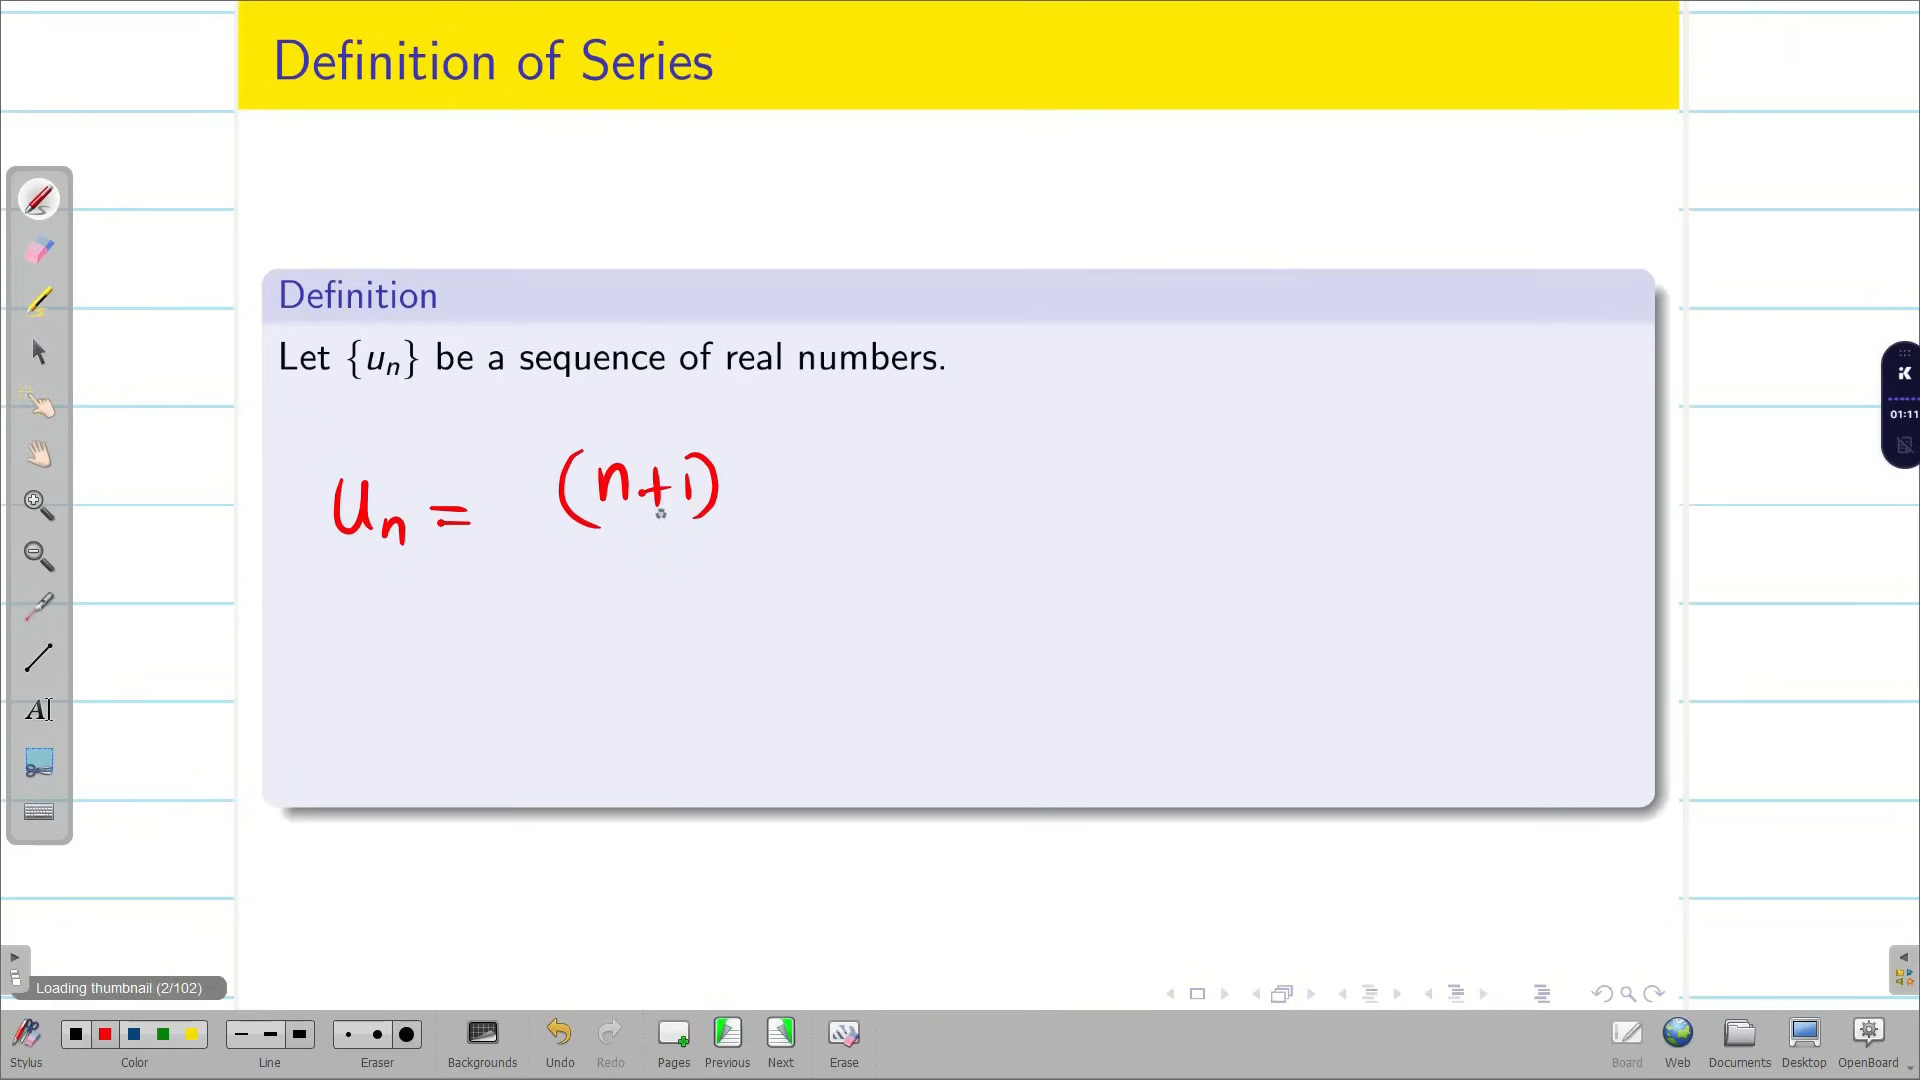 Definition of Series
Definition
Let {uₙ} be a sequence of real numbers.
uₙ = (n+1)
01:11
Loading thumbnail (2/102)
Stylus Color Line Eraser Backgrounds Undo Redo Pages Previous Next Erase Board Web Documents Desktop OpenBoard